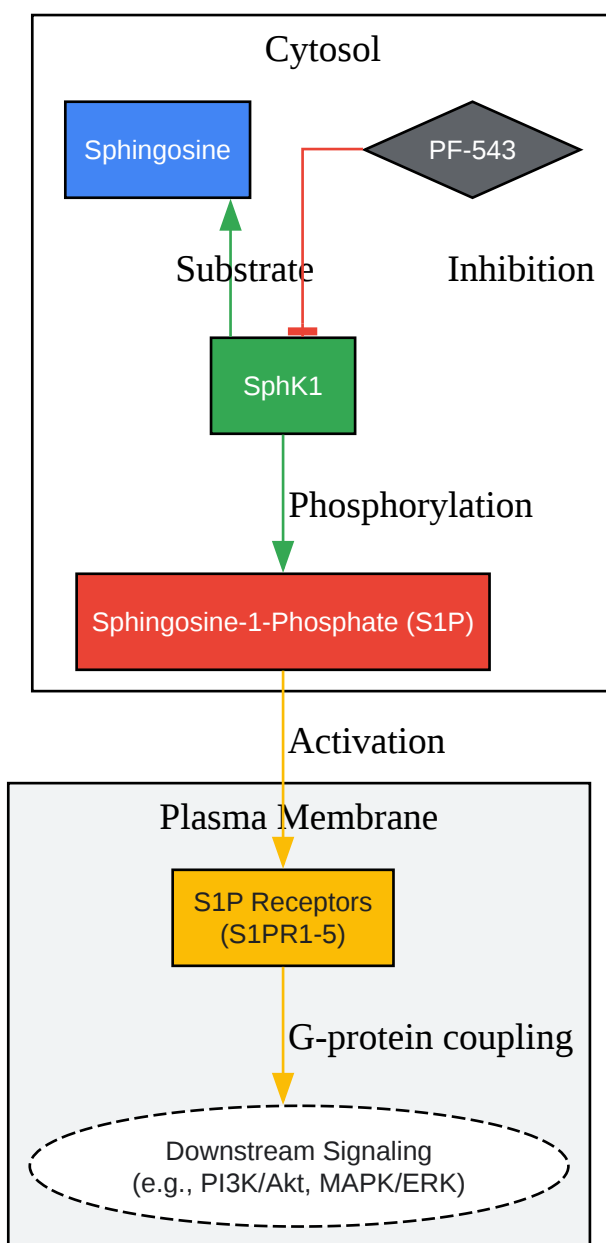 Cytosol
Sphingosine
PF-543
Substrate
Inhibition
SphK1
Phosphorylation
Sphingosine-1-Phosphate (S1P)
Activation
Plasma Membrane
S1P Receptors
(S1PR1-5)
G-protein coupling
Downstream Signaling
(e.g., PI3K/Akt, MAPK/ERK)